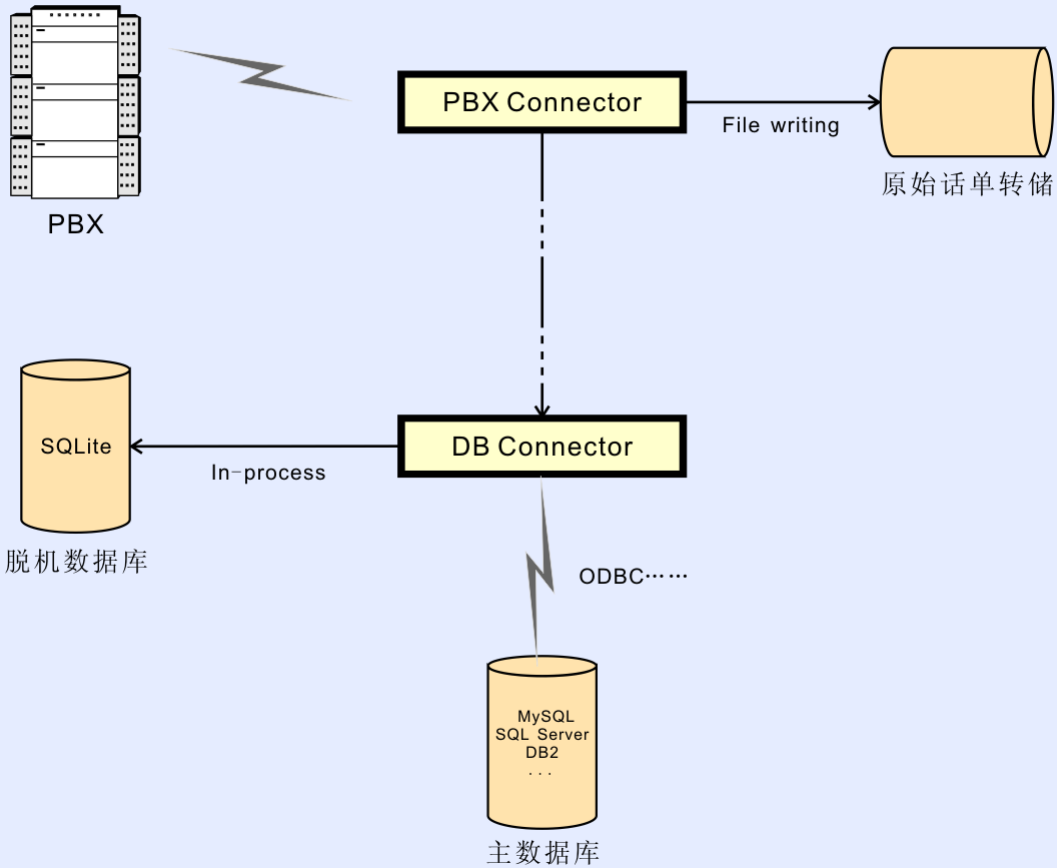 PBX Connector
File writing
原始话单转储
PBX
SQLite
DB Connector
In-process
脱机数据库
ODBC……
MySQL
SQL Server
DB2
...
主数据库